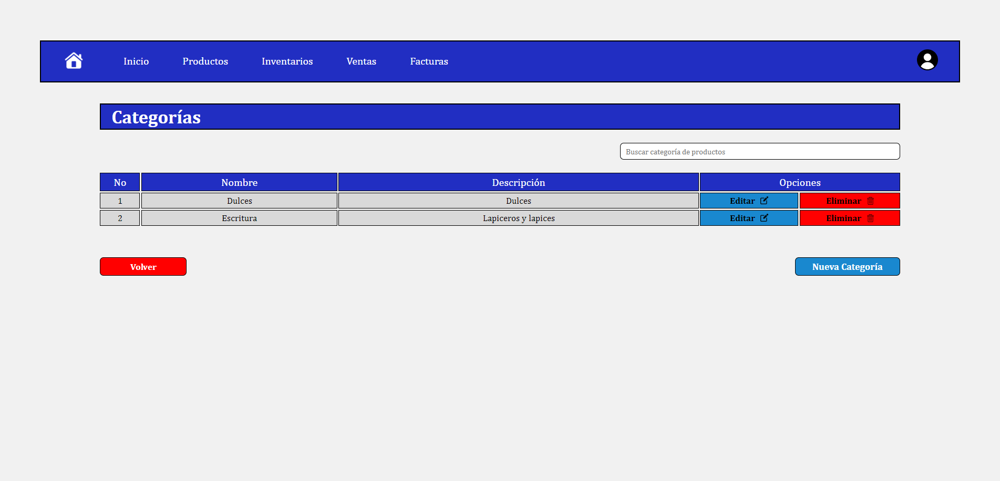 Inicio Productos Inventarios Ventas Facturas
Categorías
Buscar categoría de productos
No Nombre Descripción Opciones
1 Dulces Dulces Editar Eliminar
2 Escritura Lapiceros y lapices Editar Eliminar
Volver Nueva Categoría